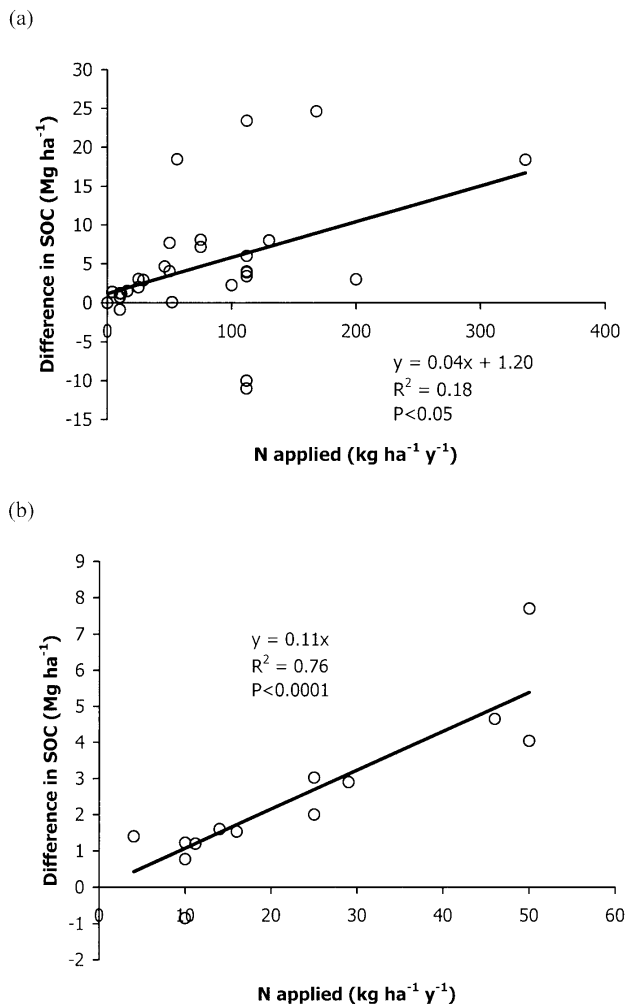 (a)
30
25
20
15
10
5
0
-5
-10
-15
0
100
200
300
400
Difference in SOC (Mg ha⁻¹)
y = 0.04x + 1.20
R² = 0.18
P<0.05
N applied (kg ha⁻¹ y⁻¹)
(b)
9
8
7
6
5
4
3
2
1
0
-1
-2
0
10
20
30
40
50
60
Difference in SOC (Mg ha⁻¹)
y = 0.11x
R² = 0.76
P<0.0001
N applied (kg ha⁻¹ y⁻¹)